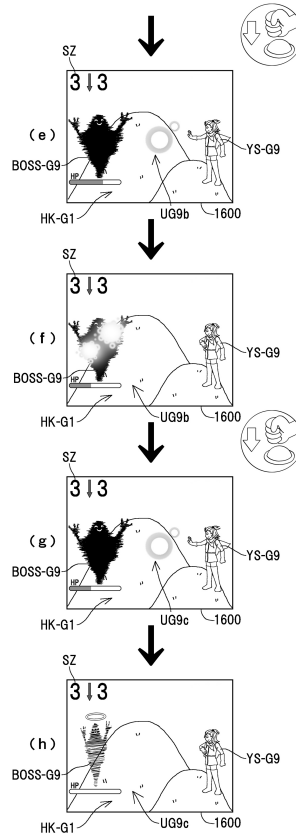 SZ
3↓3
(e)
BOSS-G9
YS-G9
HP
HK-G1
UG9b
1600
SZ
3↓3
(f)
YS-G9
BOSS-G9
HP
HK-G1
UG9b
1600
SZ
3↓3
(g)
YS-G9
BOSS-G9
HP
HK-G1
UG9c
1600
SZ
3↓3
(h)
YS-G9
BOSS-G9
HP
HK-G1
UG9c
1600